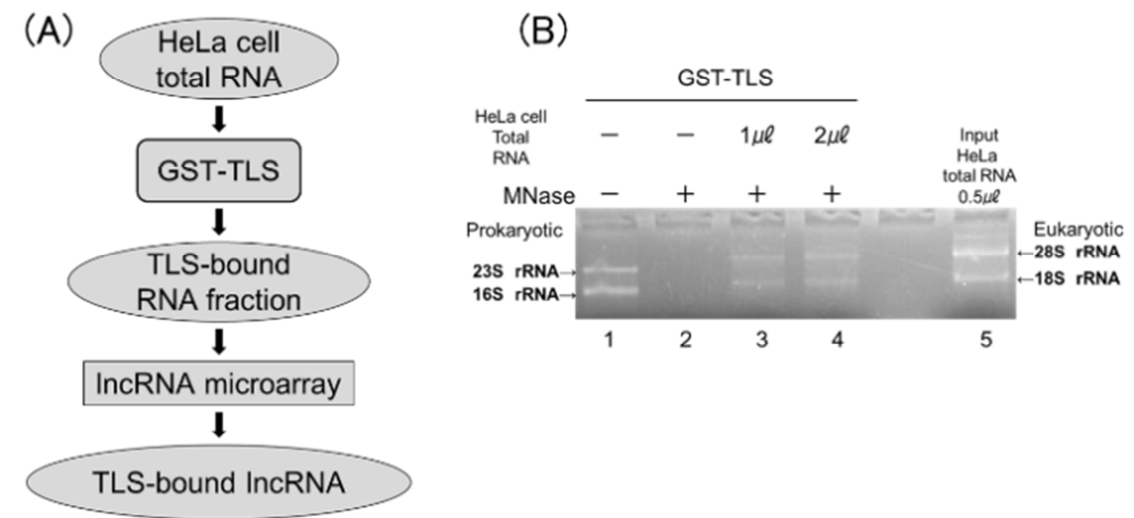 (A)
HeLa cell
total RNA
GST-TLS
TLS-bound
RNA fraction
lncRNA microarray
TLS-bound lncRNA
(B)
GST-TLS
HeLa cell
Total
RNA
− − 1㎕ 2㎕
Input
HeLa
total RNA
0.5㎕
MNase − + + +
Prokaryotic
23S rRNA→
16S rRNA→
Eukaryotic
←28S rRNA
←18S rRNA
1 2 3 4 5